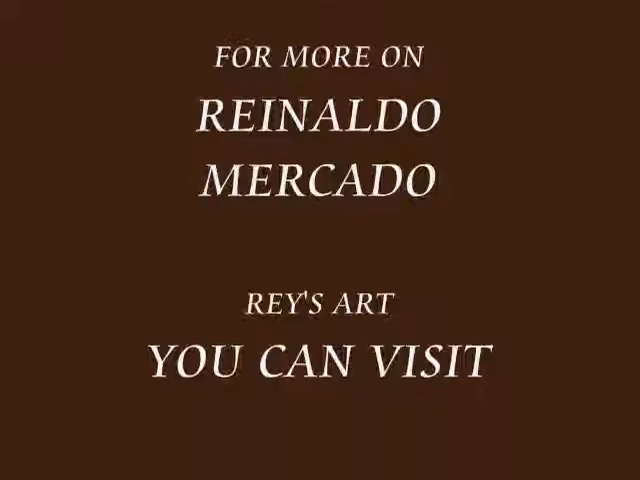 FOR MORE ON
REINALDO
MERCADO
REY'S ART
YOU CAN VISIT